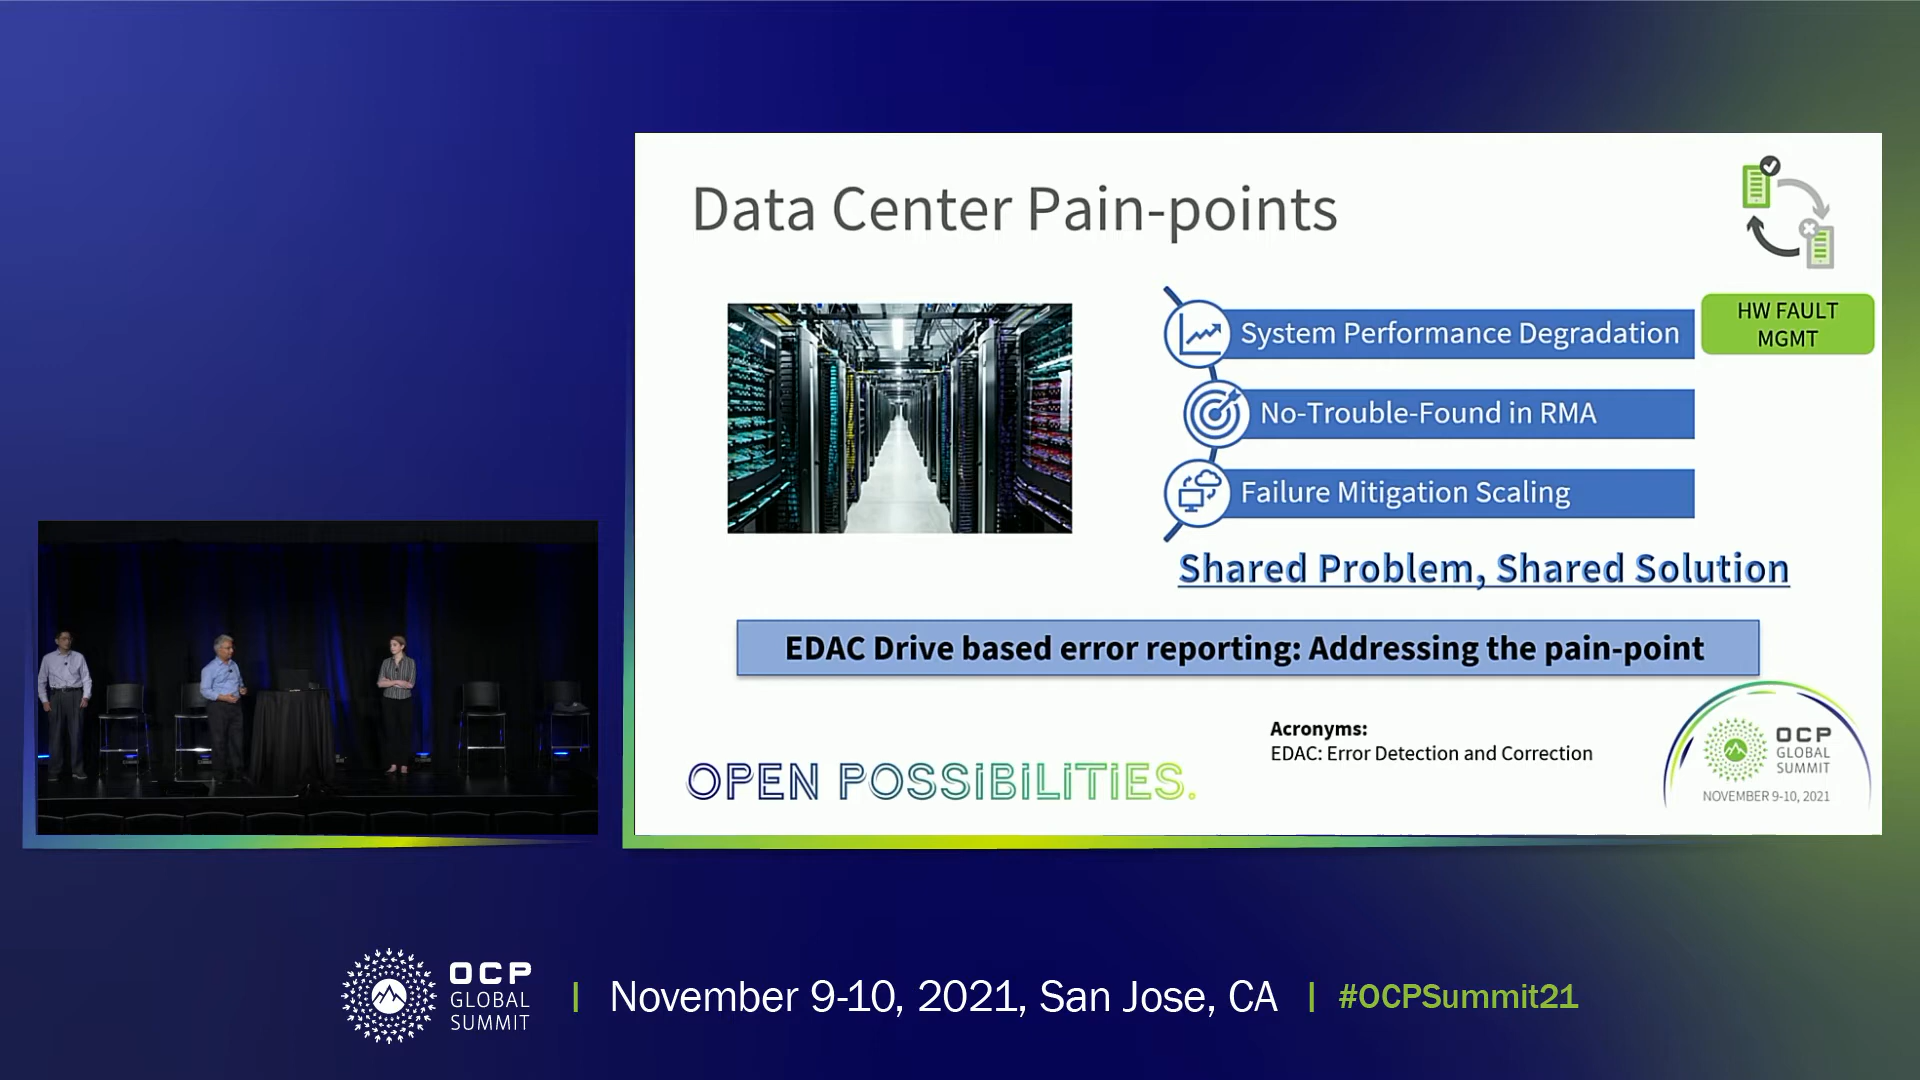 Data Center Pain-points
HW FAULT
MGMT
System Performance Degradation
No-Trouble-Found in RMA
Failure Mitigation Scaling
Shared Problem, Shared Solution
EDAC Drive based error reporting: Addressing the pain-point
Acronyms:
EDAC: Error Detection and Correction
OPEN POSSIBILITIES.
OCP
GLOBAL
SUMMIT
NOVEMBER 9-10, 2021
OCP
GLOBAL
SUMMIT
| November 9-10, 2021, San Jose, CA | #OCPSummit21